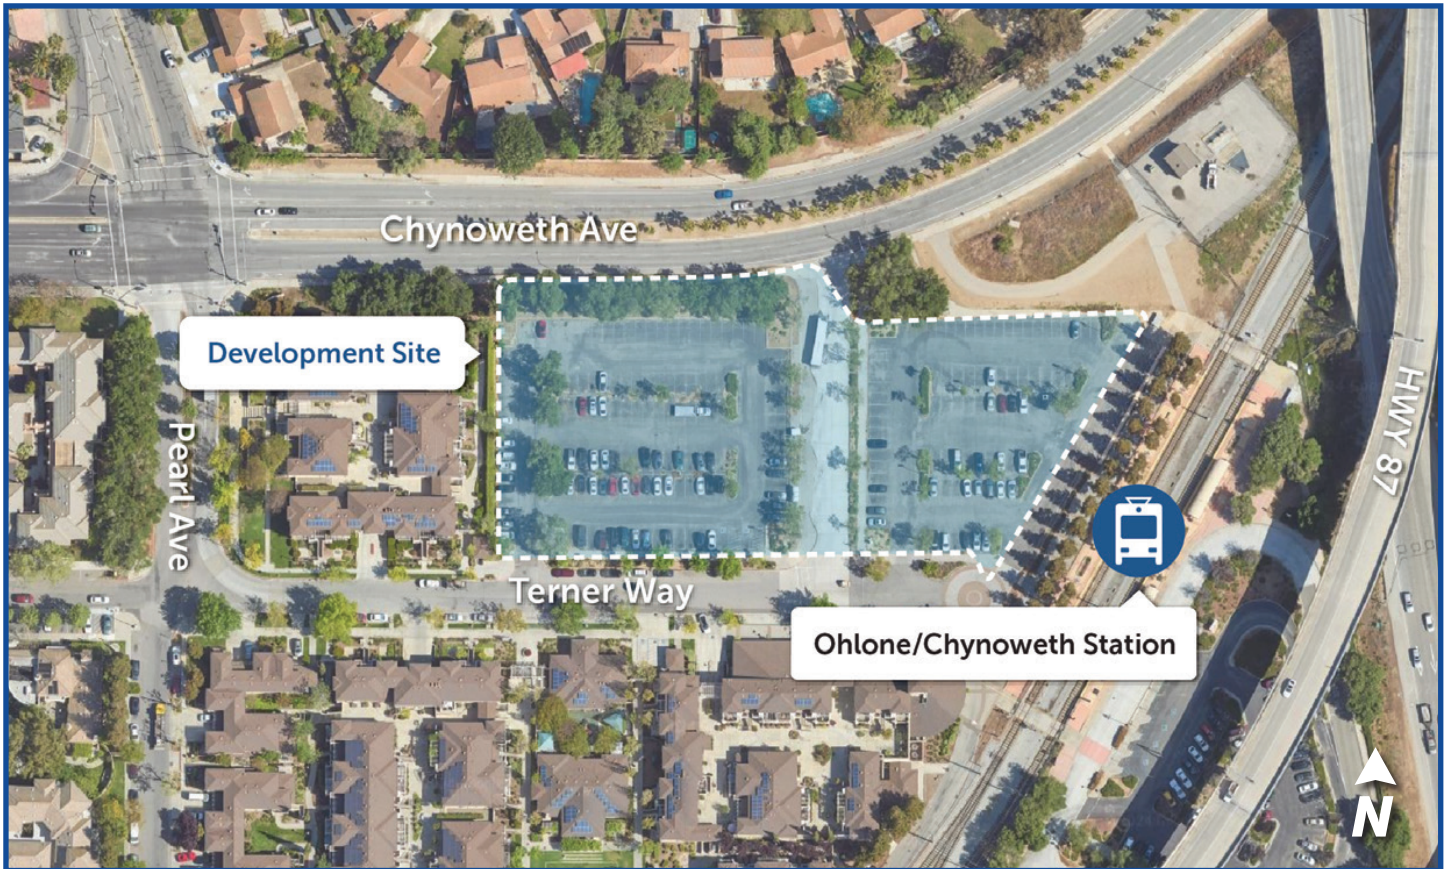 Chynoweth Ave
Development Site
Pearl Ave
HWY 87
Terner Way
Ohlone/Chynoweth Station
N